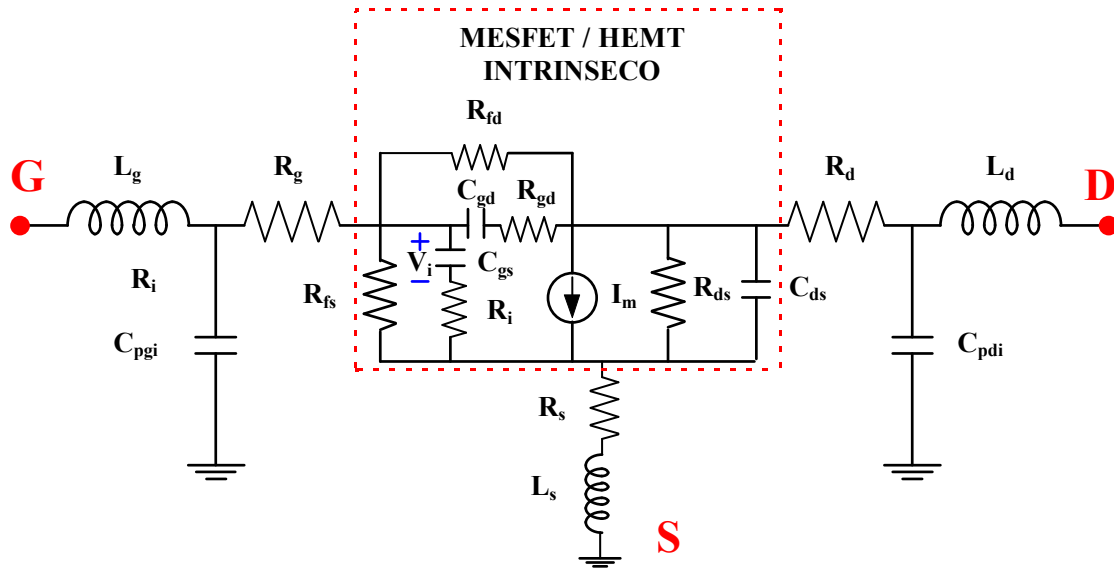 MESFET / HEMT
INTRINSECO
R_fd
G
L_g
R_g
C_gd
R_gd
R_d
L_d
D
+
V_i
−
C_gs
R_i
R_fs
R_i
I_m
R_ds
C_ds
C_pgi
C_pdi
R_s
L_s
S